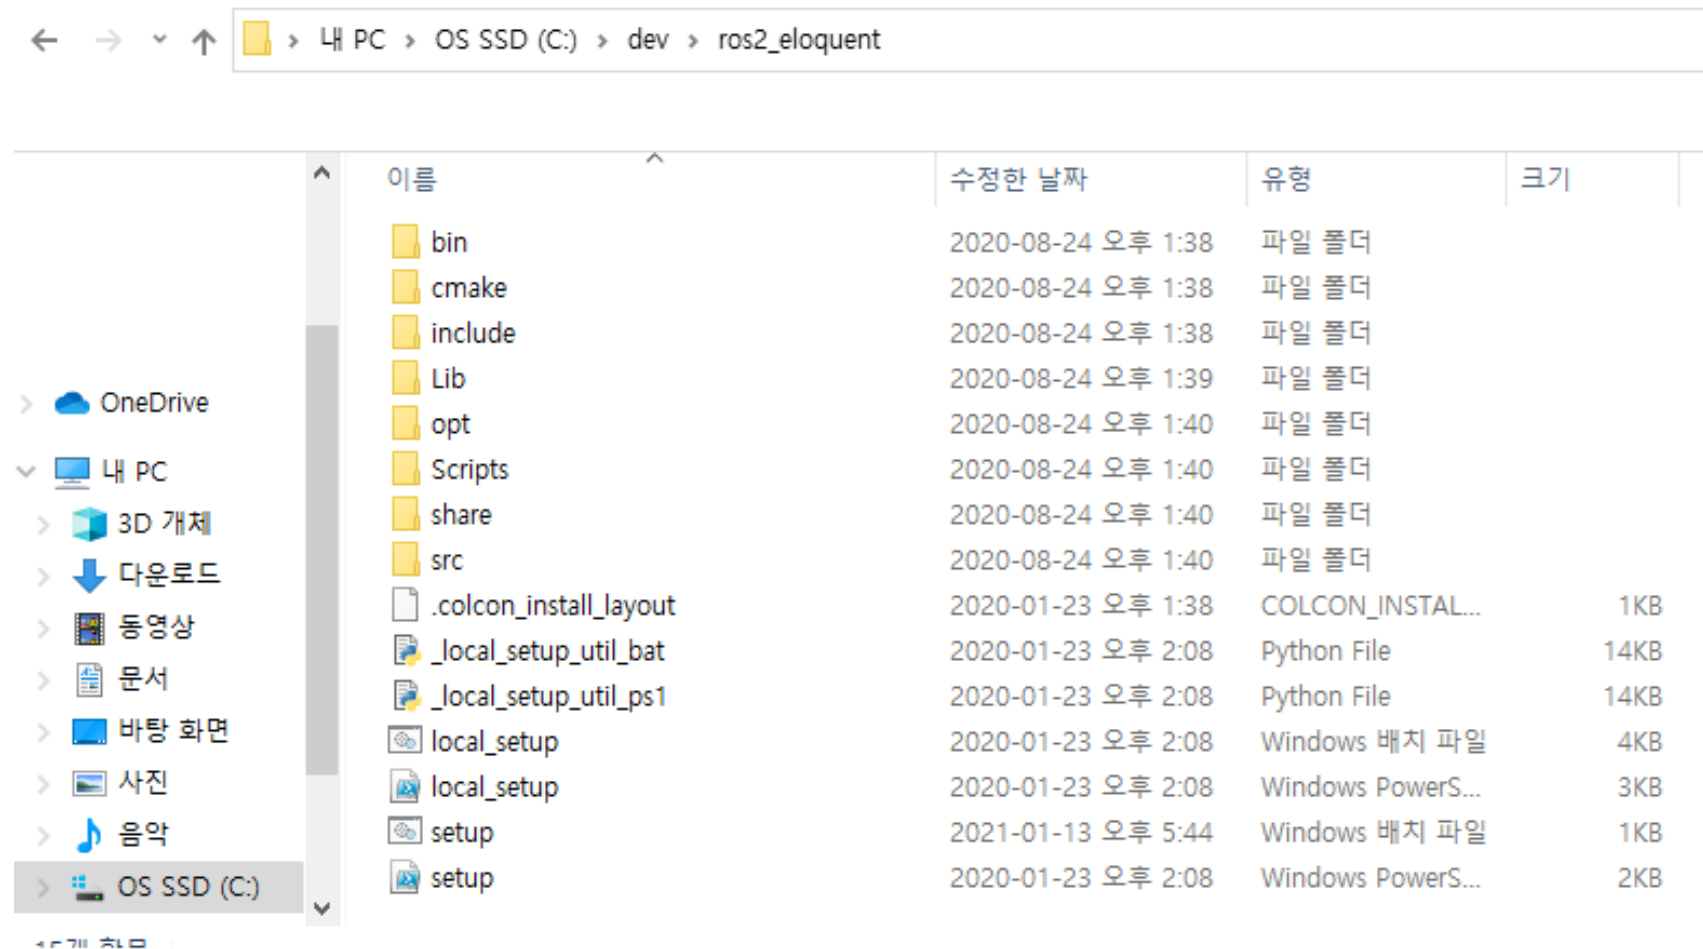 내 PC > OS SSD (C:) > dev > ros2_eloquent
이름 수정한 날짜 유형 크기
bin 2020-08-24 오후 1:38 파일 폴더
cmake 2020-08-24 오후 1:38 파일 폴더
include 2020-08-24 오후 1:38 파일 폴더
Lib 2020-08-24 오후 1:39 파일 폴더
opt 2020-08-24 오후 1:40 파일 폴더
Scripts 2020-08-24 오후 1:40 파일 폴더
share 2020-08-24 오후 1:40 파일 폴더
src 2020-08-24 오후 1:40 파일 폴더
.colcon_install_layout 2020-01-23 오후 1:38 COLCON_INSTAL... 1KB
_local_setup_util_bat 2020-01-23 오후 2:08 Python File 14KB
_local_setup_util_ps1 2020-01-23 오후 2:08 Python File 14KB
local_setup 2020-01-23 오후 2:08 Windows 배치 파일 4KB
local_setup 2020-01-23 오후 2:08 Windows PowerS... 3KB
setup 2021-01-13 오후 5:44 Windows 배치 파일 1KB
setup 2020-01-23 오후 2:08 Windows PowerS... 2KB
OneDrive
내 PC
3D 개체
다운로드
동영상
문서
바탕 화면
사진
음악
OS SSD (C:)